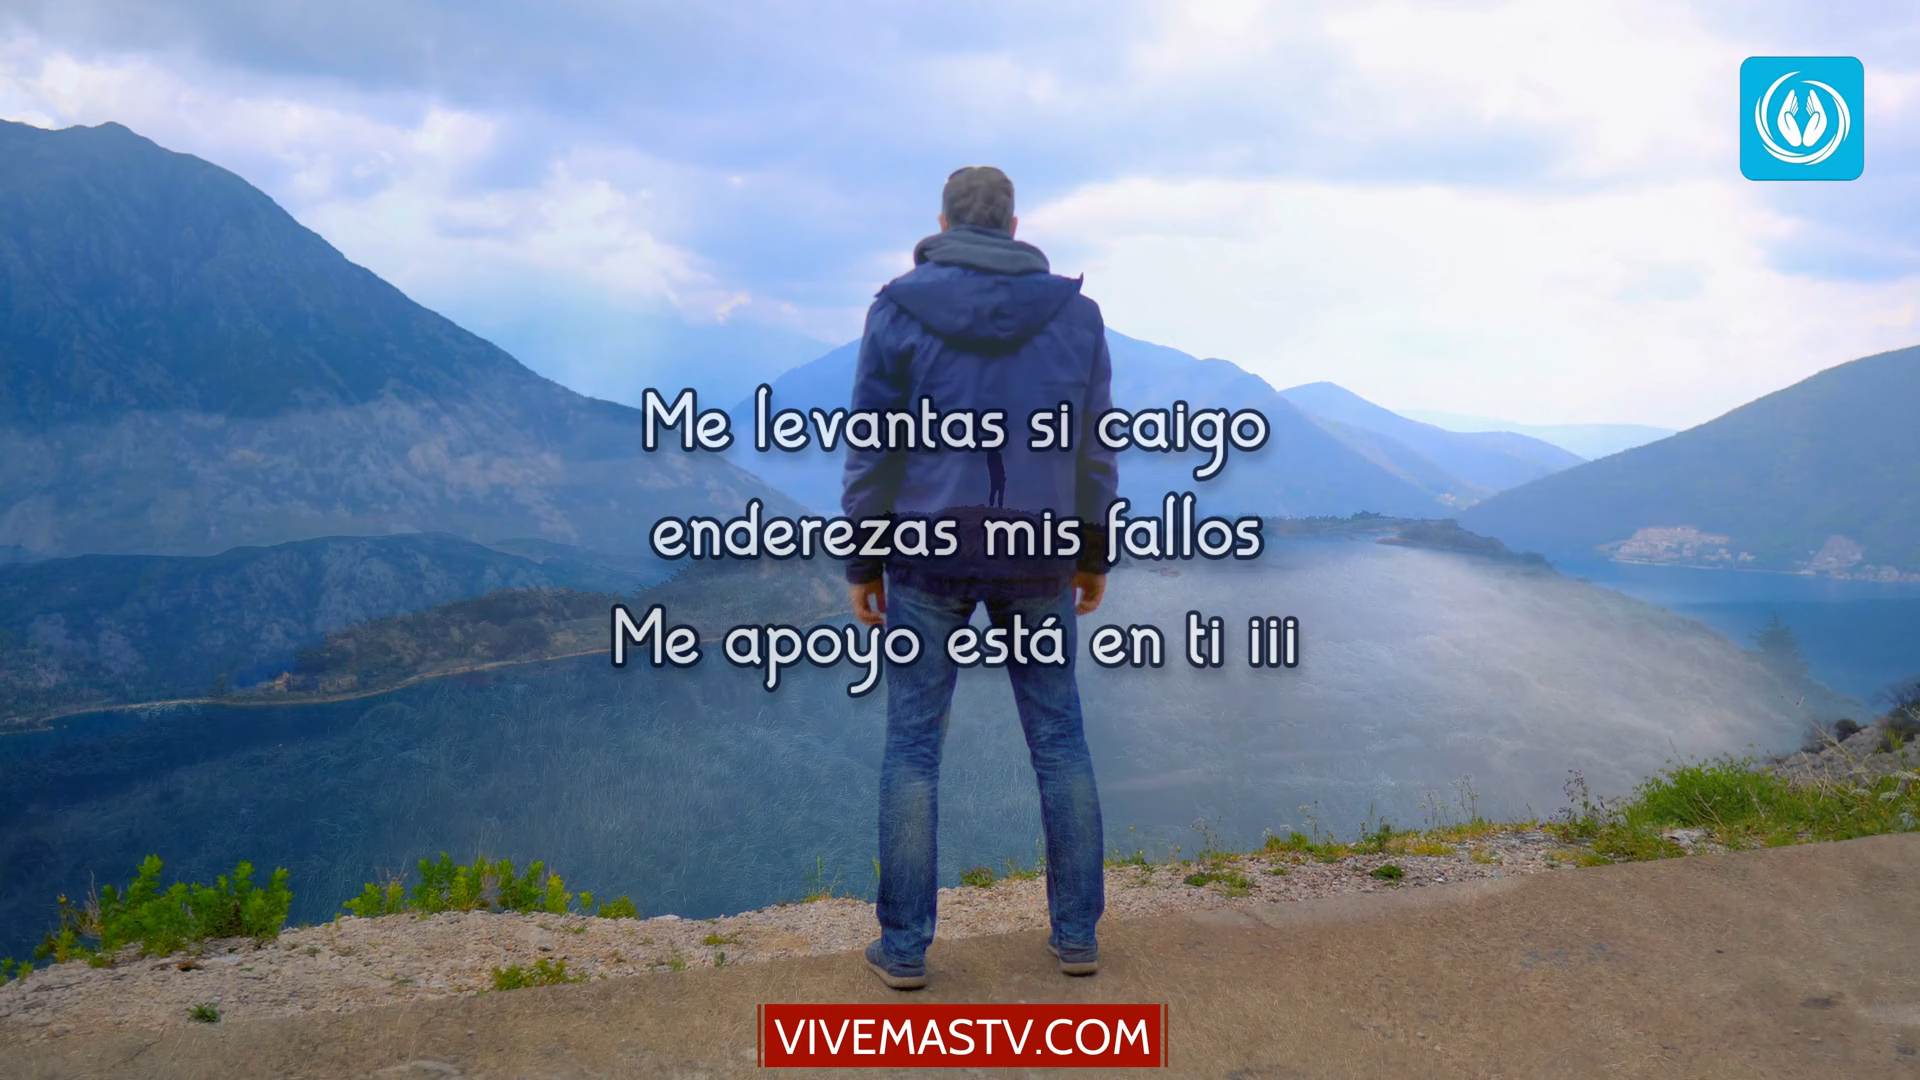 Me levantas si caigo
enderezas mis fallos
Me apoyo está en ti iii
VIVEMASTV.COM